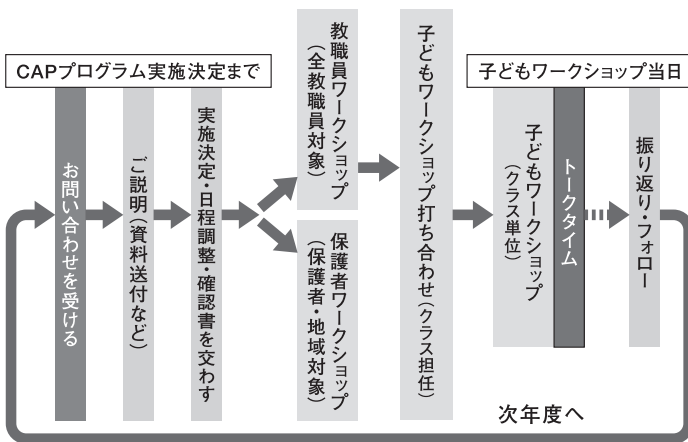 CAPプログラム実施決定まで
お問い合わせを受ける
ご説明(資料送付など)
実施決定・日程調整・確認書を交わす
教職員ワークショップ
(全教職員対象)
保護者ワークショップ
(保護者・地域対象)
子どもワークショップ打ち合わせ(クラス担任)
子どもワークショップ当日
子どもワークショップ
(クラス単位)
トークタイム
振り返り・フォロー
次年度へ